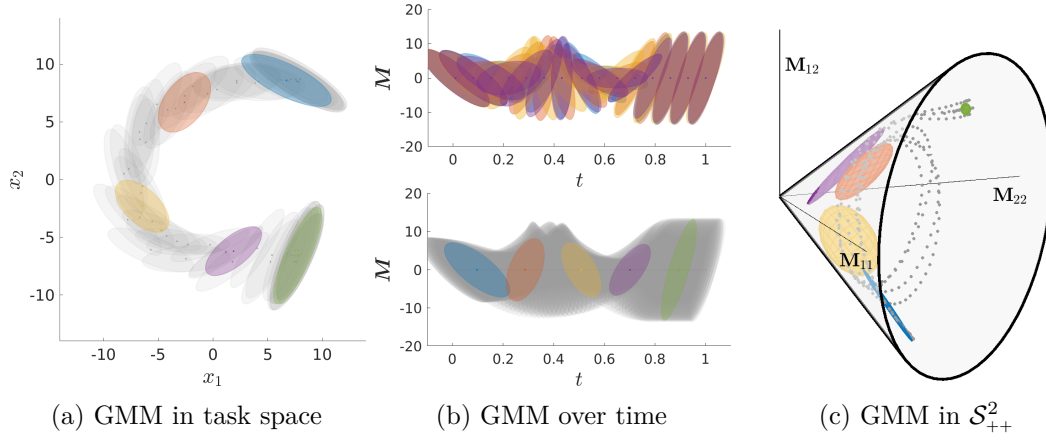 10
5
0
-5
-10
x₂
-10 -5 0 5 10
x₁
(a) GMM in task space
20
10
0
-10
-20
M
0 0.2 0.4 0.6 0.8 1
t
20
10
0
-10
-20
M
0 0.2 0.4 0.6 0.8 1
t
(b) GMM over time
M₁₂
M₂₂
M₁₁
(c) GMM in 𝒮²₊₊